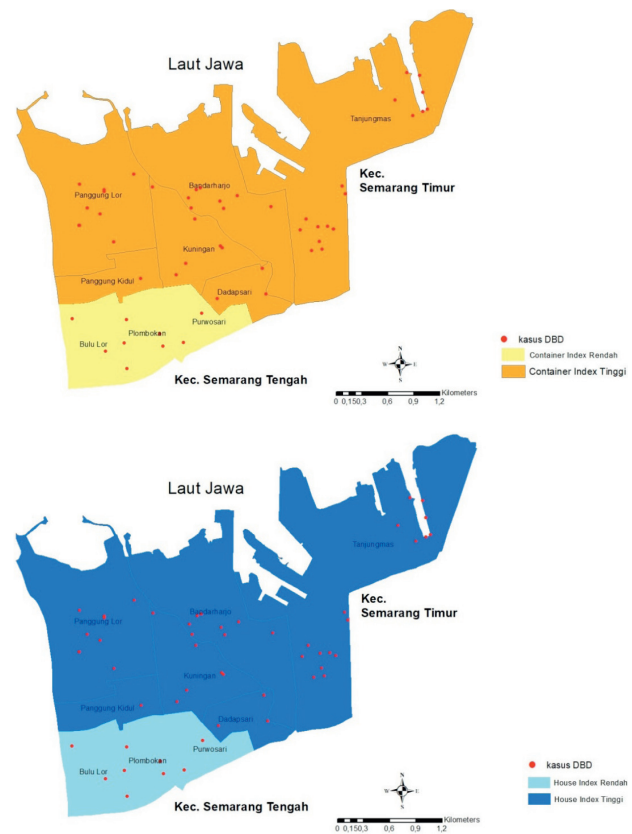 Laut Jawa
Tanjungmas
Kec.
Semarang Timur
Bandarharjo
Panggung Lor
Kuningan
Panggung Kidul
Dadapsari
Purwosari
Plombokan
Bulu Lor
Kec. Semarang Tengah
kasus DBD
Container Index Rendah
Container Index Tinggi
N
W E
S
Kilometers
0 0,150,3 0,6 0,9 1,2
Laut Jawa
Tanjungmas
Kec.
Semarang Timur
Bandarharjo
Panggung Lor
Kuningan
Panggung Kidul
Dadapsari
Purwosari
Plombokan
Bulu Lor
Kec. Semarang Tengah
kasus DBD
House Index Rendah
House Index Tinggi
N
W E
S
Kilometers
0 0,150,3 0,6 0,9 1,2